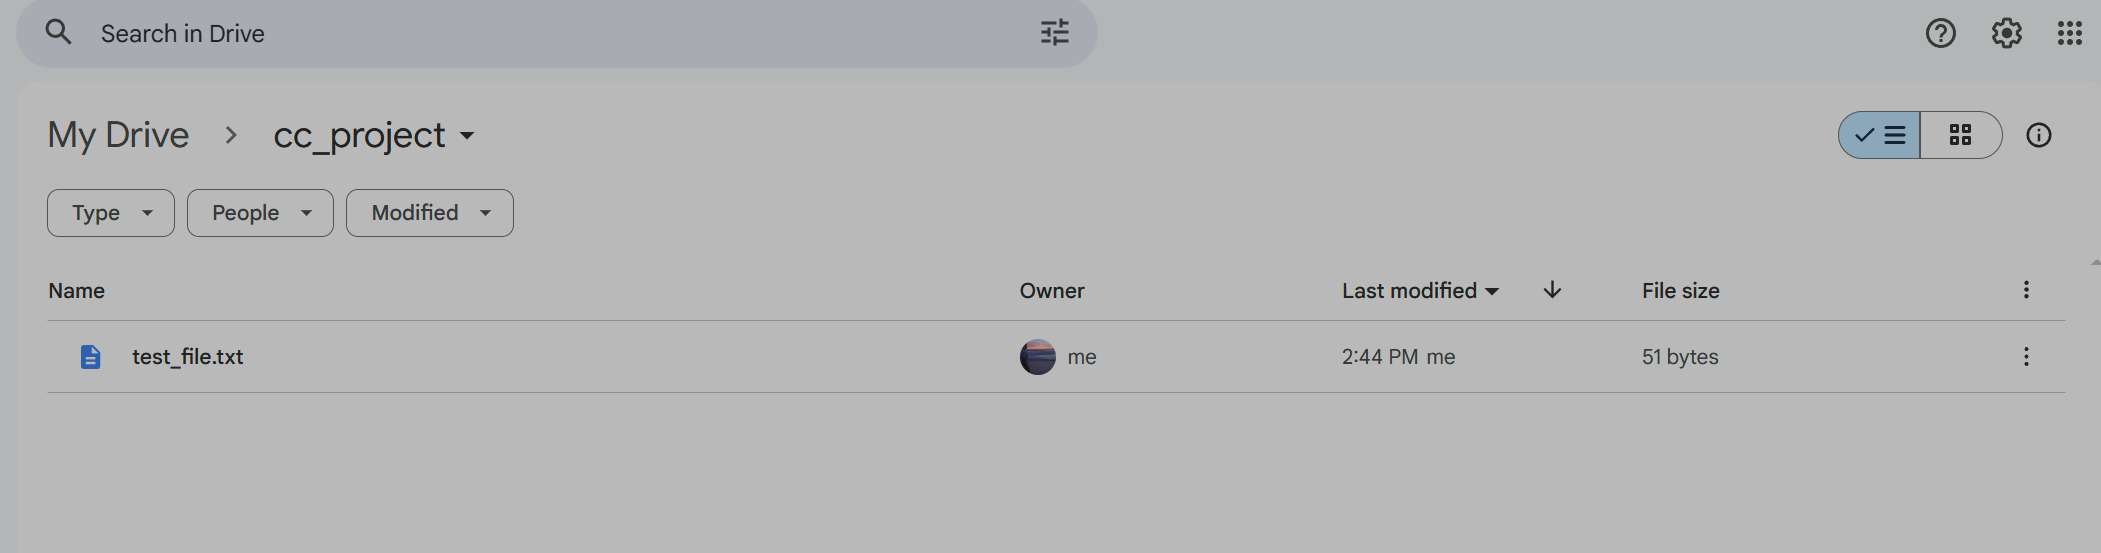 Search in Drive
My Drive > cc_project
Type People Modified
Name Owner Last modified File size
test_file.txt me 2:44 PM me 51 bytes